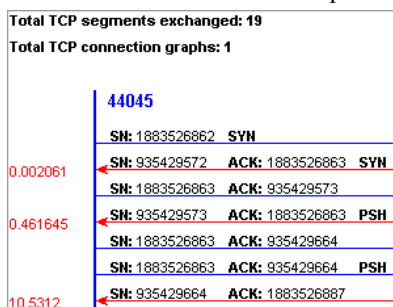 Total TCP segments exchanged: 19
Total TCP connection graphs: 1
44045
SN: 1883526862 SYN
0.002061 SN: 935429572 ACK: 1883526863 SYN
SN: 1883526863 ACK: 935429573
0.461645 SN: 935429573 ACK: 1883526863 PSH
SN: 1883526863 ACK: 935429664
SN: 1883526863 ACK: 935429664 PSH
10.5312 SN: 935429664 ACK: 1883526887